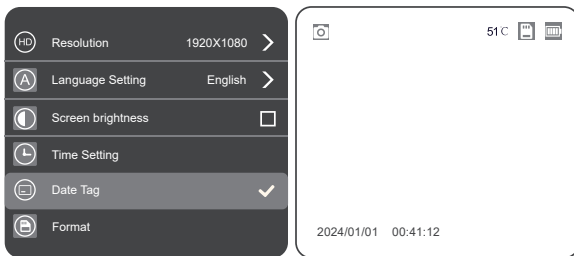 HD Resolution 1920X1080
A Language Setting English
Screen brightness
Time Setting
Date Tag
Format
51°C
2024/01/01 00:41:12